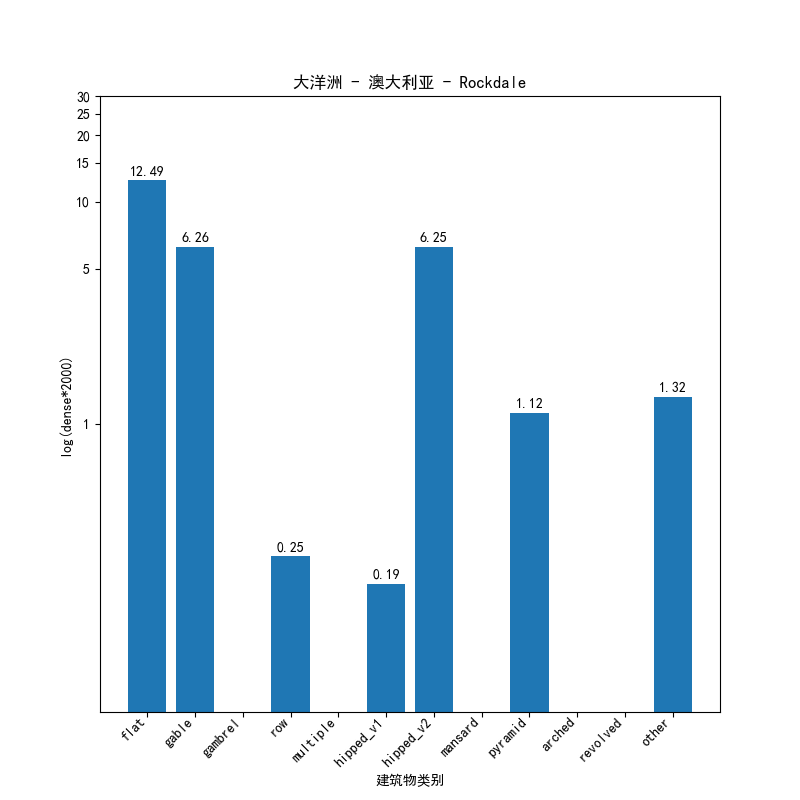 大洋洲 - 澳大利亚 - Rockdale
30
25
20
15
10
5
1
log(dense*2000)
12.49
6.26
0.25
0.19
6.25
1.12
1.32
flat
gable
gambrel
row
multiple
hipped_v1
hipped_v2
mansard
pyramid
arched
revolved
other
建筑物类别